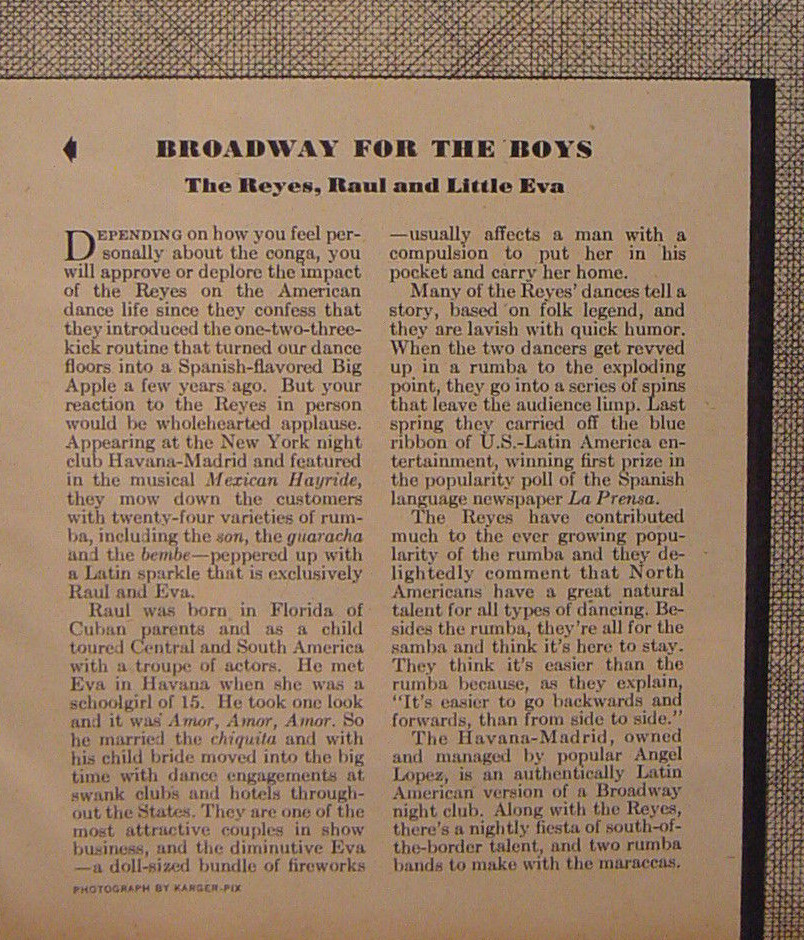 BROADWAY FOR THE BOYS
The Reyes, Raul and Little Eva
DEPENDING on how you feel per-
sonally about the conga, you
will approve or deplore the impact
of the Reyes on the American
dance life since they confess that
they introduced the one-two-three-
kick routine that turned our dance
floors into a Spanish-flavored Big
Apple a few years ago. But your
reaction to the Reyes in person
would be wholehearted applause.
Appearing at the New York night
club Havana-Madrid and featured
in the musical Mexican Hayride,
they mow down the customers
with twenty-four varieties of rum-
ba, including the son, the guaracha
and the bembe—peppered up with
a Latin sparkle that is exclusively
Raul and Eva.
Raul was born in Florida of
Cuban parents and as a child
toured Central and South America
with a troupe of actors. He met
Eva in Havana when she was a
schoolgirl of 15. He took one look
and it was Amor, Amor, Amor. So
he married the chiquita and with
his child bride moved into the big
time with dance engagements at
swank clubs and hotels through-
out the States. They are one of the
most attractive couples in show
business, and the diminutive Eva
—a doll-sized bundle of fireworks
PHOTOGRAPH BY KARGER-PIX
—usually affects a man with a
compulsion to put her in his
pocket and carry her home.
Many of the Reyes' dances tell a
story, based on folk legend, and
they are lavish with quick humor.
When the two dancers get revved
up in a rumba to the exploding
point, they go into a series of spins
that leave the audience limp. Last
spring they carried off the blue
ribbon of U.S.-Latin America en-
tertainment, winning first prize in
the popularity poll of the Spanish
language newspaper La Prensa.
The Reyes have contributed
much to the ever growing popu-
larity of the rumba and they de-
lightedly comment that North
Americans have a great natural
talent for all types of dancing. Be-
sides the rumba, they're all for the
samba and think it's here to stay.
They think it's easier than the
rumba because, as they explain,
"It's easier to go backwards and
forwards, than from side to side."
The Havana-Madrid, owned
and managed by popular Angel
Lopez, is an authentically Latin
American version of a Broadway
night club. Along with the Reyes,
there's a nightly fiesta of south-of-
the-border talent, and two rumba
bands to make with the maraccas.